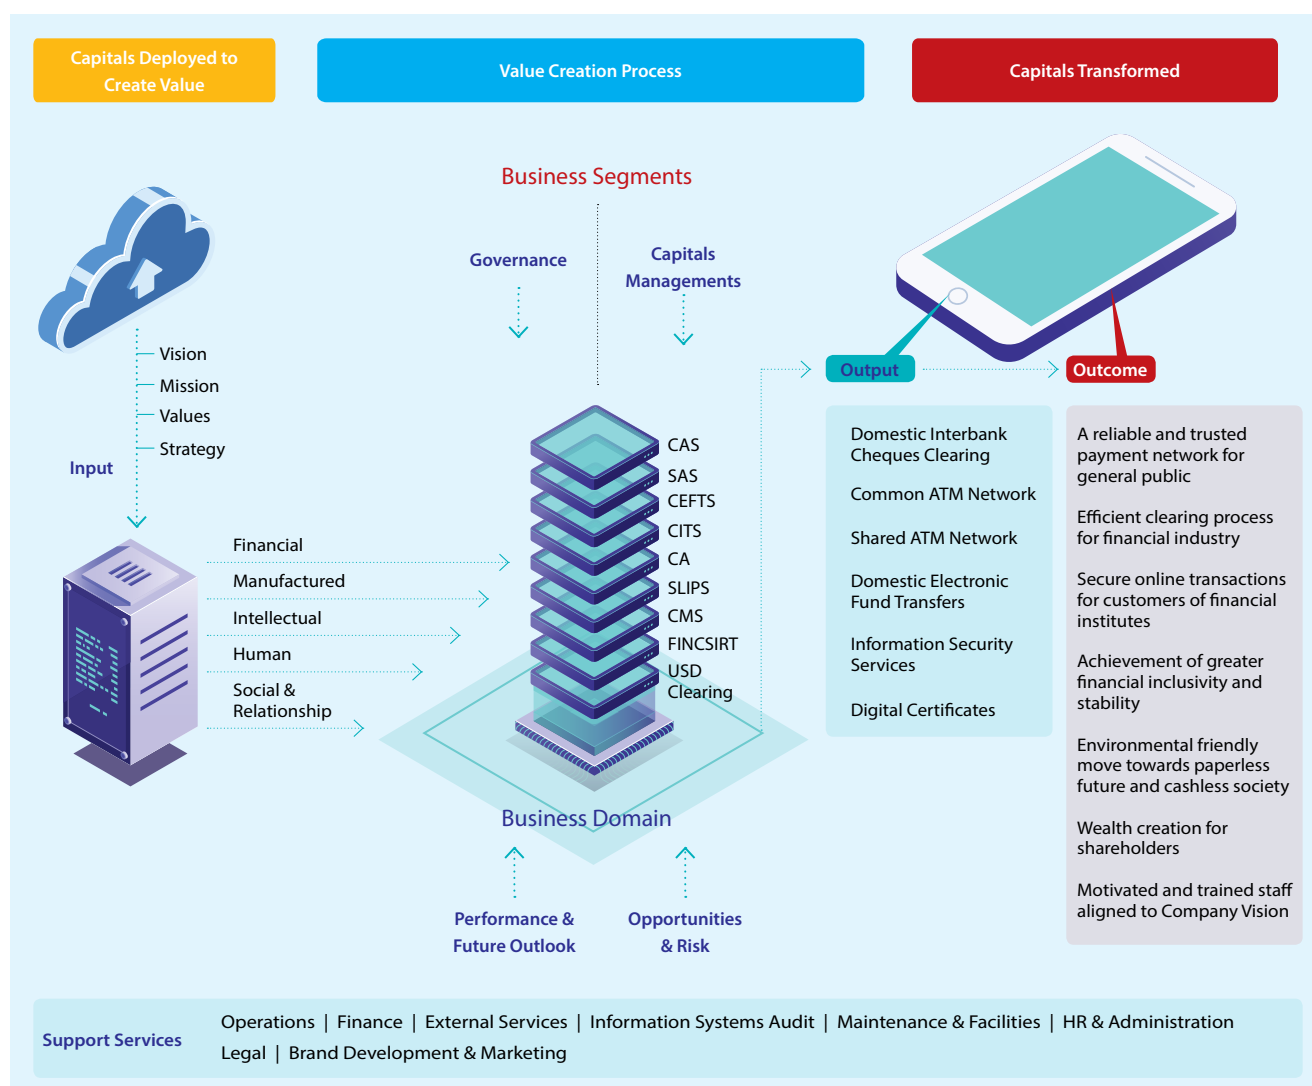 Capitals Deployed to
Create Value
Value Creation Process
Capitals Transformed
Vision
Mission
Values
Strategy
Input
Financial
Manufactured
Intellectual
Human
Social &
Relationship
Business Segments
Governance
Capitals
Managements
CAS
SAS
CEFTS
CITS
CA
SLIPS
CMS
FINCSIRT
USD
Clearing
Business Domain
Performance &
Future Outlook
Opportunities
& Risk
Output
Domestic Interbank
Cheques Clearing
Common ATM Network
Shared ATM Network
Domestic Electronic
Fund Transfers
Information Security
Services
Digital Certificates
Outcome
A reliable and trusted
payment network for
general public
Efficient clearing process
for financial industry
Secure online transactions
for customers of financial
institutes
Achievement of greater
financial inclusivity and
stability
Environmental friendly
move towards paperless
future and cashless society
Wealth creation for
shareholders
Motivated and trained staff
aligned to Company Vision
Support Services
Operations | Finance | External Services | Information Systems Audit | Maintenance & Facilities | HR & Administration
Legal | Brand Development & Marketing